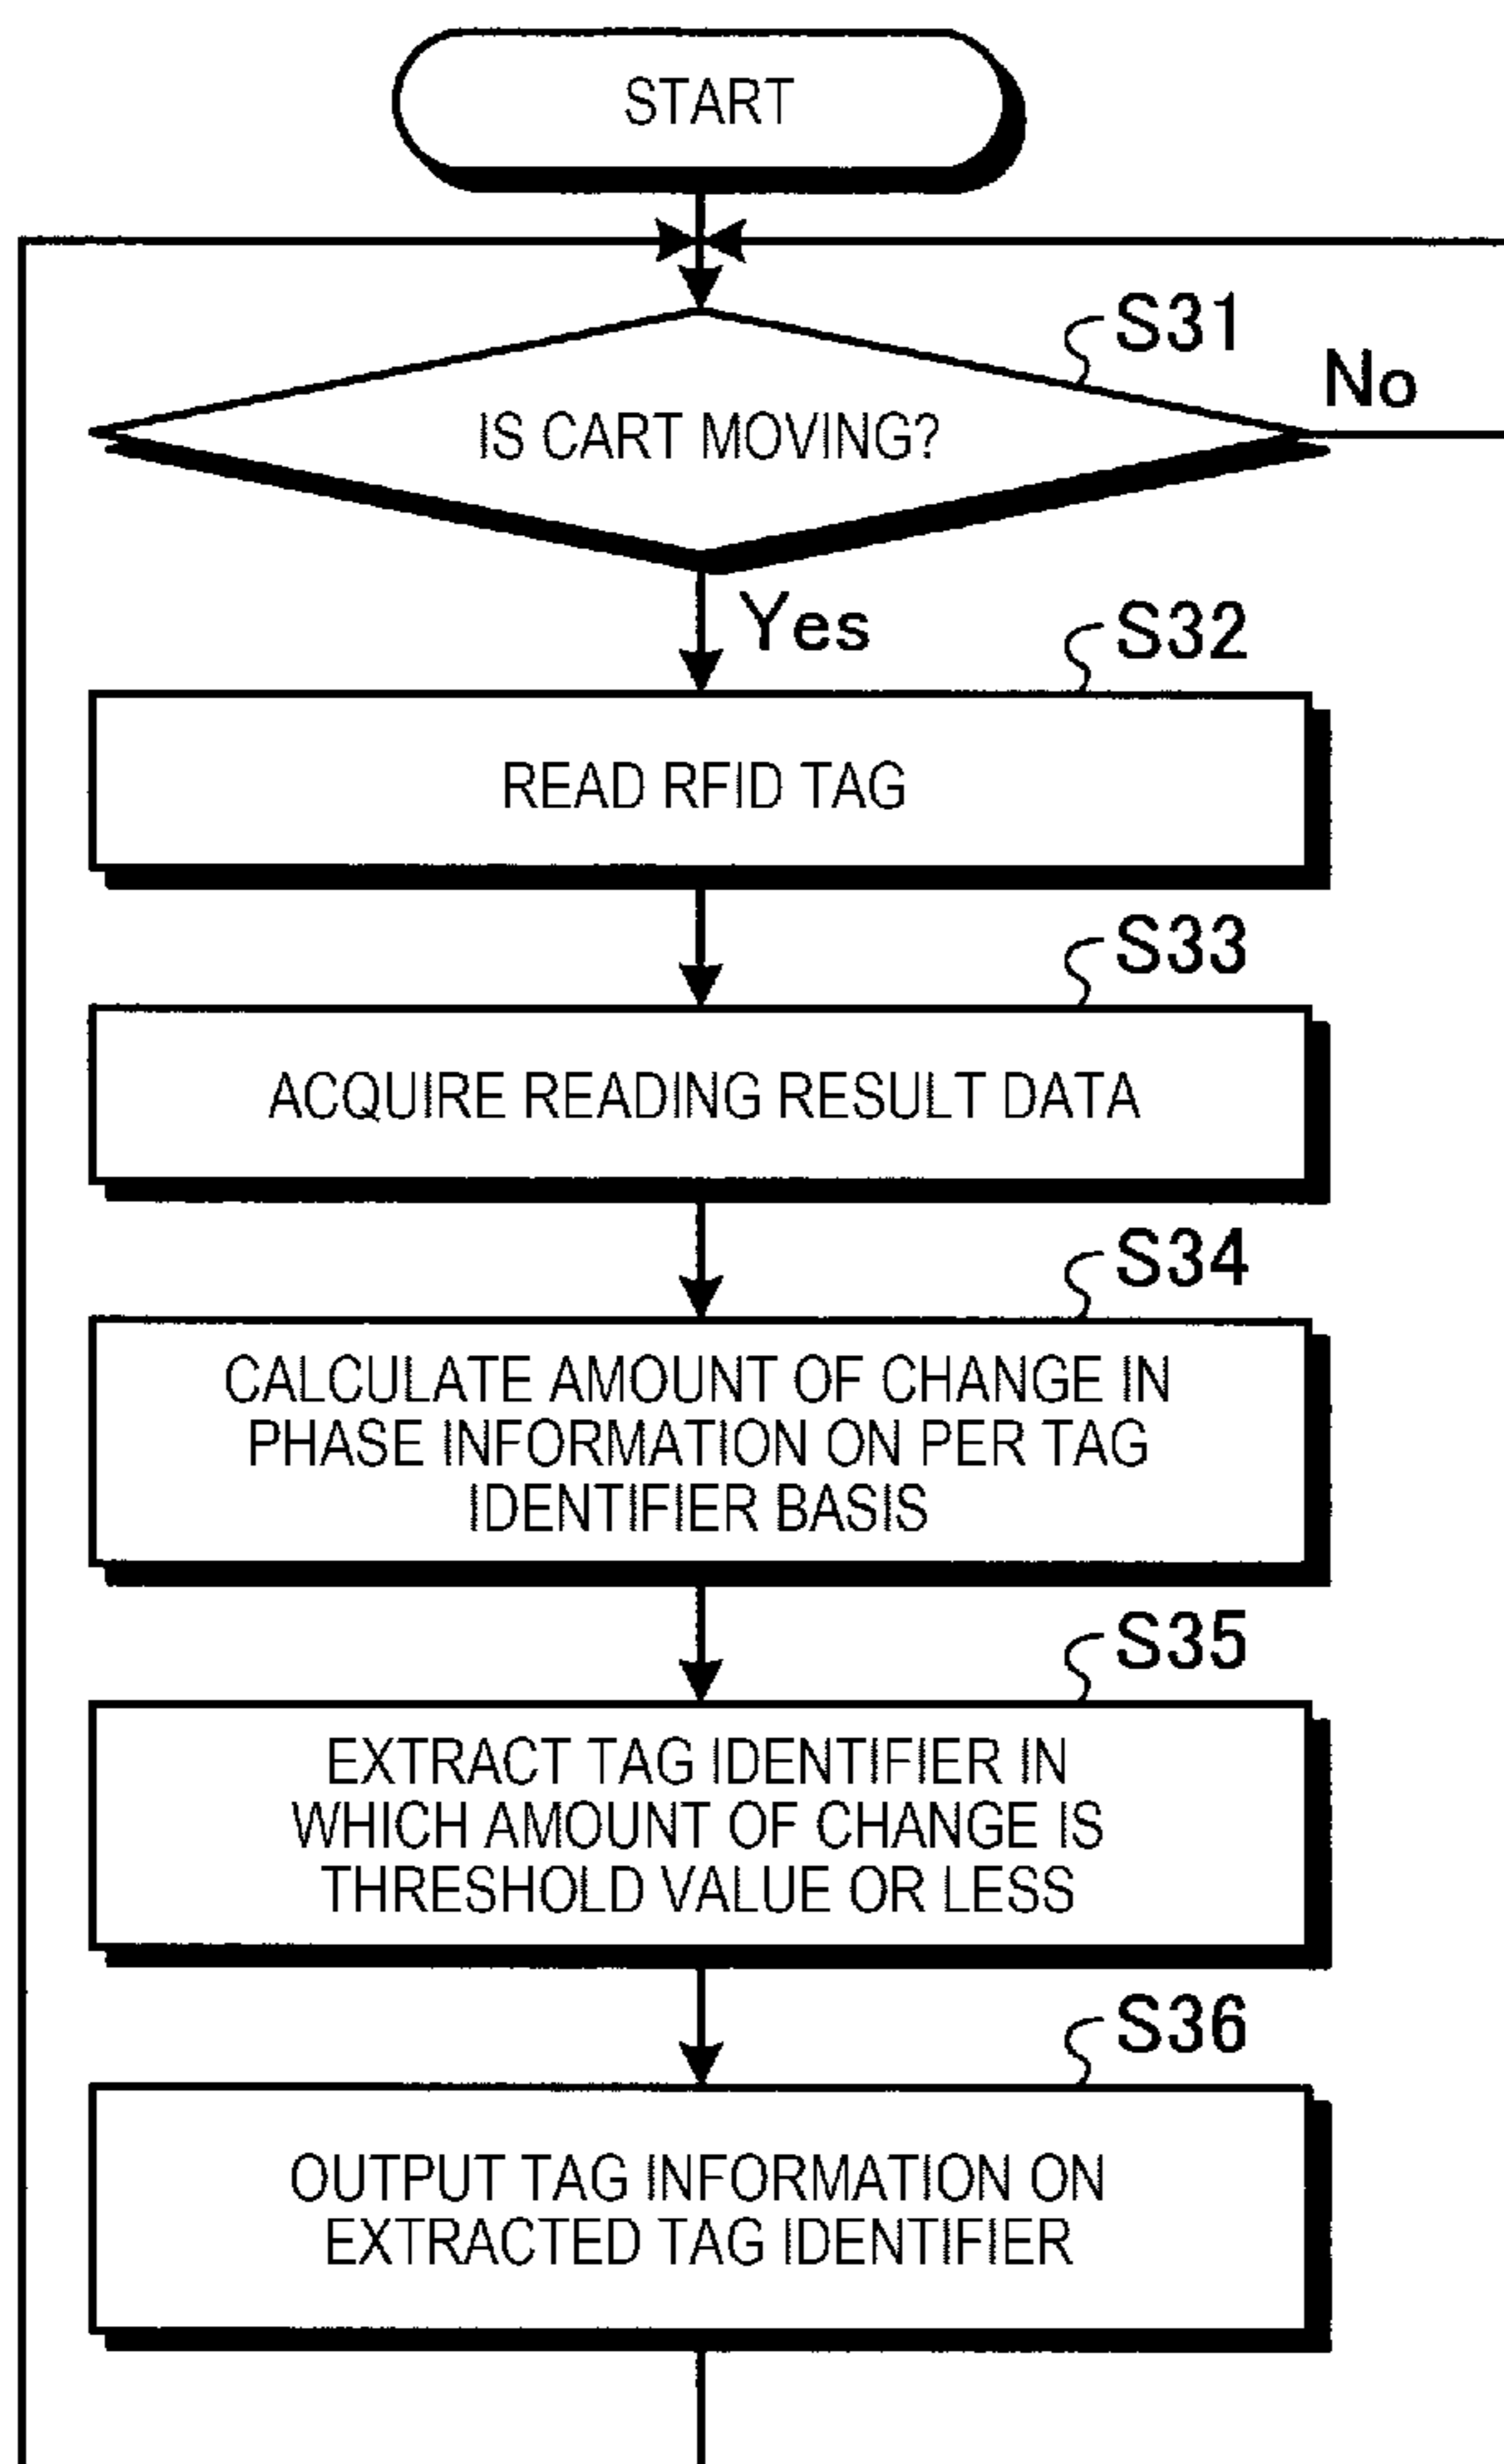 START
S31
No
IS CART MOVING?
Yes
S32
READ RFID TAG
S33
ACQUIRE READING RESULT DATA
S34
CALCULATE AMOUNT OF CHANGE IN
PHASE INFORMATION ON PER TAG
IDENTIFIER BASIS
S35
EXTRACT TAG IDENTIFIER IN
WHICH AMOUNT OF CHANGE IS
THRESHOLD VALUE OR LESS
S36
OUTPUT TAG INFORMATION ON
EXTRACTED TAG IDENTIFIER